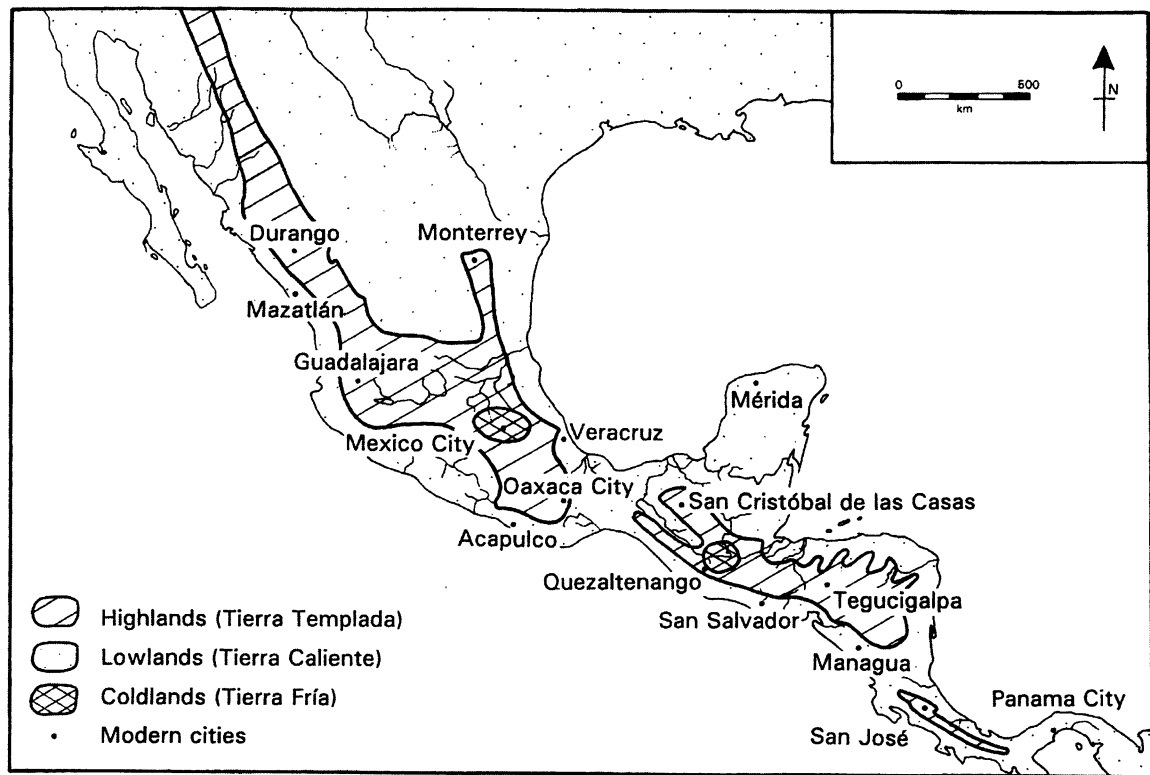 0 500
km
N
Durango
Monterrey
Mazatlán
Guadalajara
Mérida
Mexico City
Veracruz
Oaxaca City
San Cristóbal de las Casas
Acapulco
Quezaltenango
Tegucigalpa
San Salvador
Managua
Panama City
San José
Highlands (Tierra Templada)
Lowlands (Tierra Caliente)
Coldlands (Tierra Fría)
Modern cities